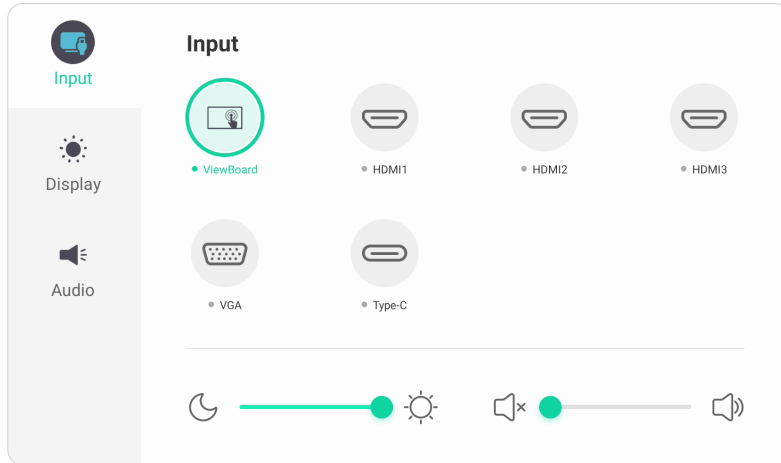 Input
Display
Audio
Input
ViewBoard
HDMI1
HDMI2
HDMI3
VGA
Type-C